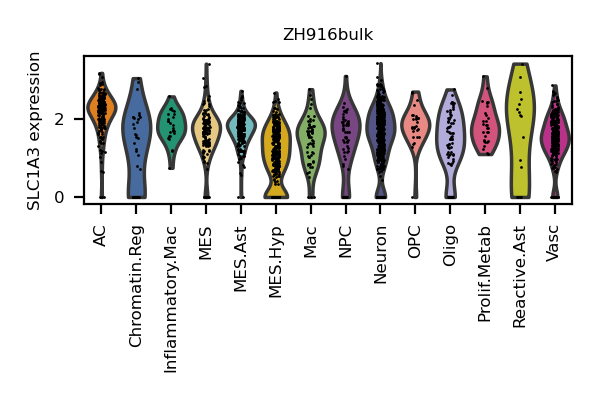 ZH916bulk
SLC1A3 expression
2
0
AC
Chromatin.Reg
Inflammatory.Mac
MES
MES.Ast
MES.Hyp
Mac
NPC
Neuron
OPC
Oligo
Prolif.Metab
Reactive.Ast
Vasc